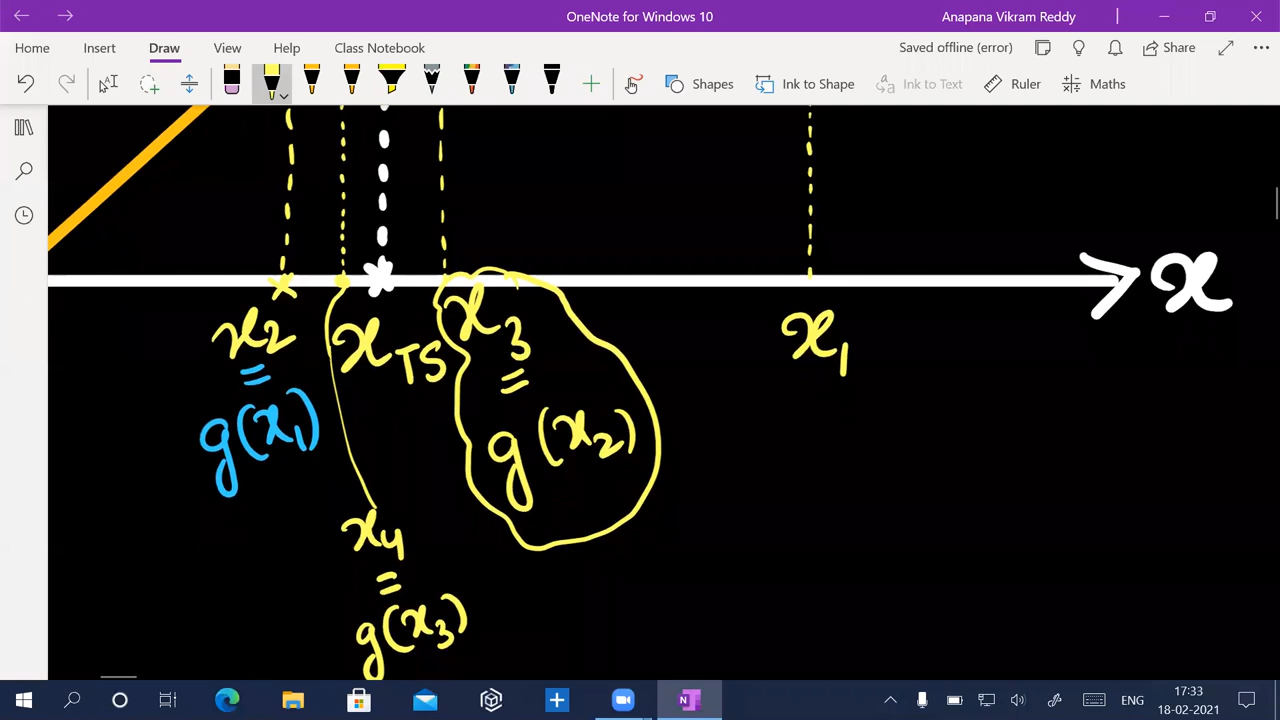 OneNote for Windows 10
Anapana Vikram Reddy
Home Insert Draw View Help Class Notebook
Saved offline (error) Share
Shapes Ink to Shape Ink to Text Ruler Maths
x
x₂ x_TS x₃ x₁
= =
g(x₁) g(x₂)
x₄
=
g(x₃)
ENG
17:33
18-02-2021